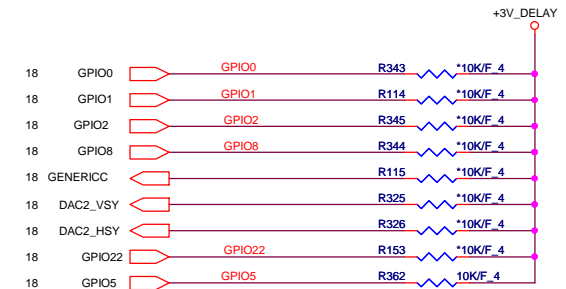 +3V_DELAY
18 GPIO0 GPIO0 R343 *10K/F_4
18 GPIO1 GPIO1 R114 *10K/F_4
18 GPIO2 GPIO2 R345 *10K/F_4
18 GPIO8 GPIO8 R344 *10K/F_4
18 GENERICC R115 *10K/F_4
18 DAC2_VSY R325 *10K/F_4
18 DAC2_HSY R326 *10K/F_4
18 GPIO22 GPIO22 R153 *10K/F_4
18 GPIO5 GPIO5 R362 10K/F_4